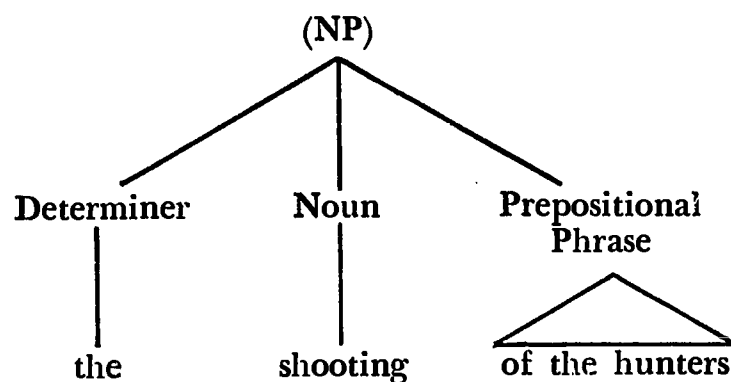 (NP)
Determiner Noun Prepositional
Phrase
the shooting of the hunters